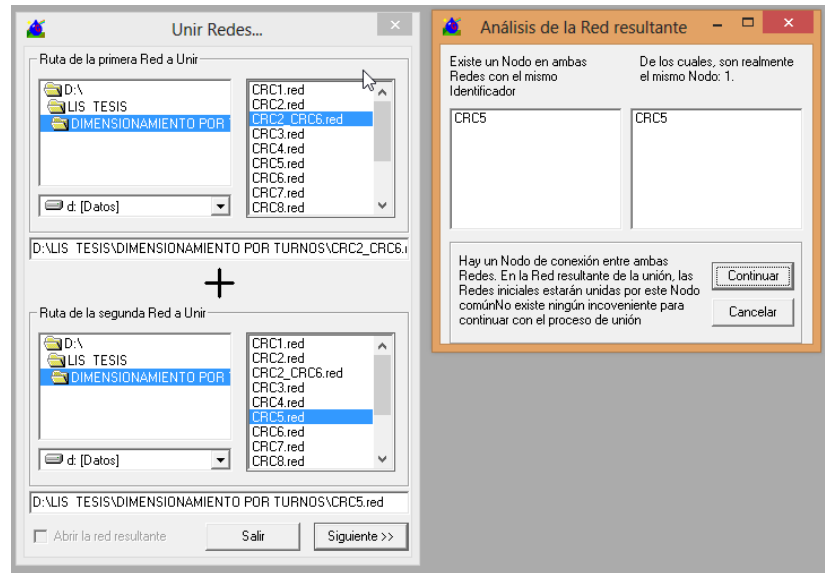 Unir Redes...
Ruta de la primera Red a Unir
D:\
LIS TESIS
DIMENSIONAMIENTO POR
d: [Datos]
CRC1.red
CRC2.red
CRC2_CRC6.red
CRC3.red
CRC4.red
CRC5.red
CRC6.red
CRC7.red
CRC8.red
D:\LIS TESIS\DIMENSIONAMIENTO POR TURNOS\CRC2_CRC6.r
+
Ruta de la segunda Red a Unir
D:\
LIS TESIS
DIMENSIONAMIENTO POR
d: [Datos]
CRC1.red
CRC2.red
CRC2_CRC6.red
CRC3.red
CRC4.red
CRC5.red
CRC6.red
CRC7.red
CRC8.red
D:\LIS TESIS\DIMENSIONAMIENTO POR TURNOS\CRC5.red
Abrir la red resultante
Salir
Siguiente >>
Análisis de la Red resultante
Existe un Nodo en ambas
Redes con el mismo
Identificador
De los cuales, son realmente
el mismo Nodo: 1.
CRC5
CRC5
Hay un Nodo de conexión entre ambas
Redes. En la Red resultante de la unión, las
Redes iniciales estarán unidas por este Nodo
comúnNo existe ningún incoveniente para
continuar con el proceso de unión
Continuar
Cancelar